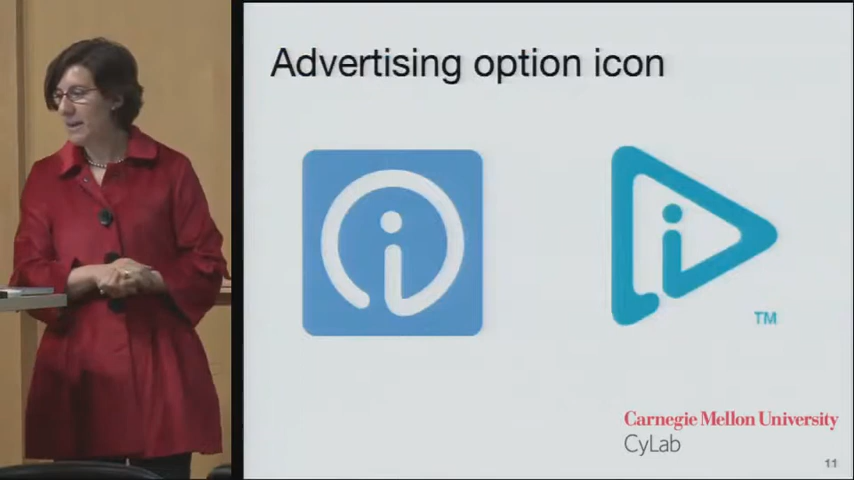 Advertising option icon
i
i
TM
Carnegie Mellon University
CyLab
11